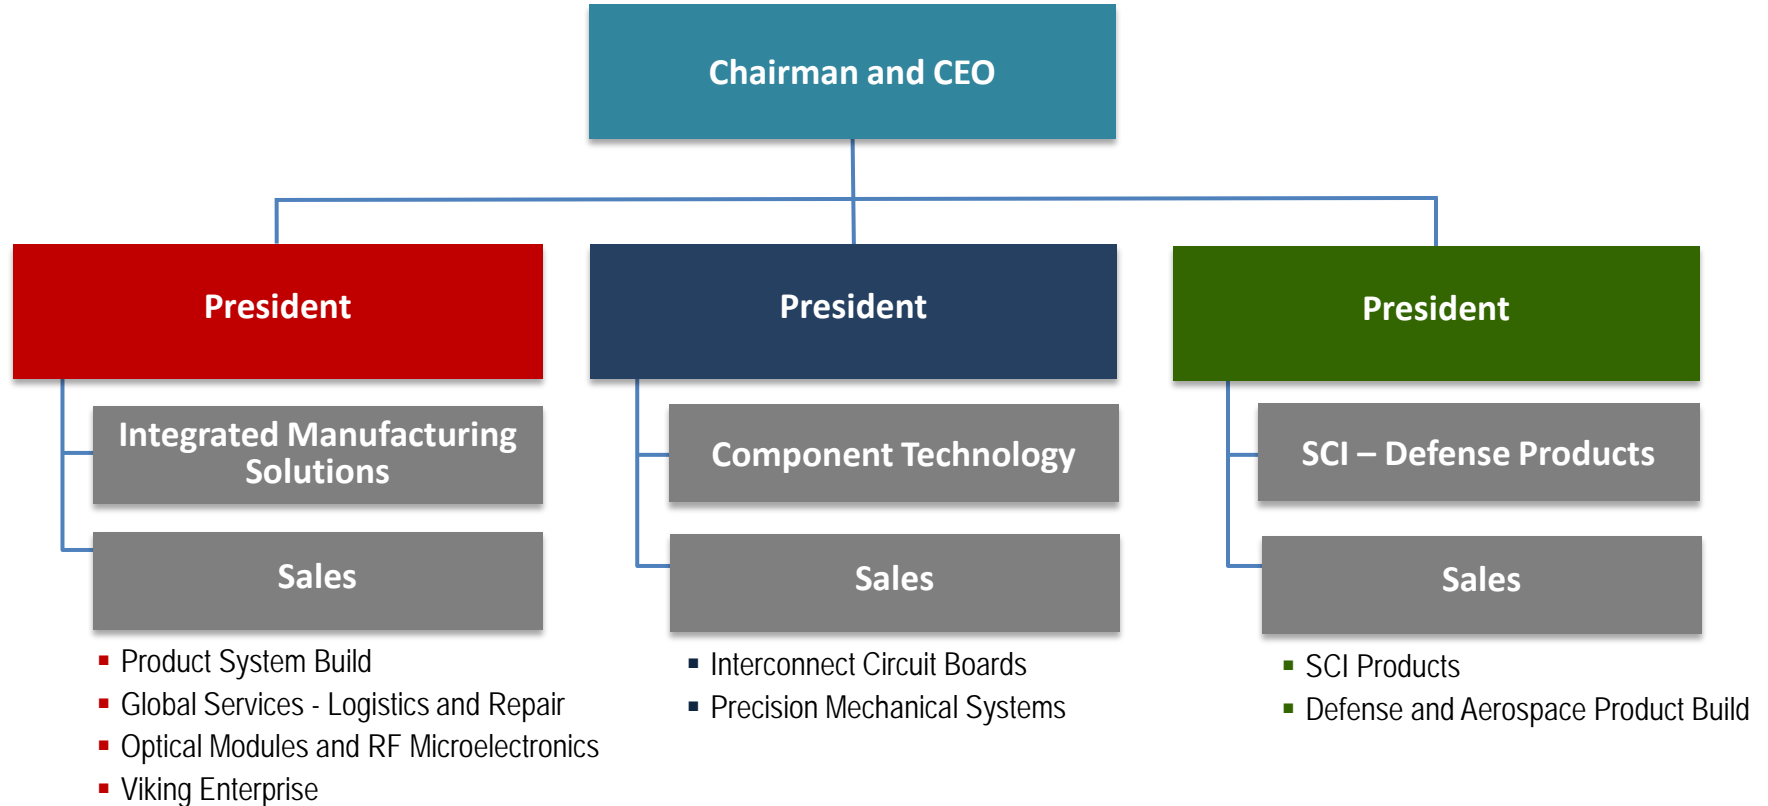 Chairman and CEO
President
President
President
Integrated Manufacturing
Solutions
Component Technology
SCI – Defense Products
Sales
Sales
Sales
▪ Product System Build
▪ Global Services - Logistics and Repair
▪ Optical Modules and RF Microelectronics
▪ Viking Enterprise
▪ Interconnect Circuit Boards
▪ Precision Mechanical Systems
▪ SCI Products
▪ Defense and Aerospace Product Build